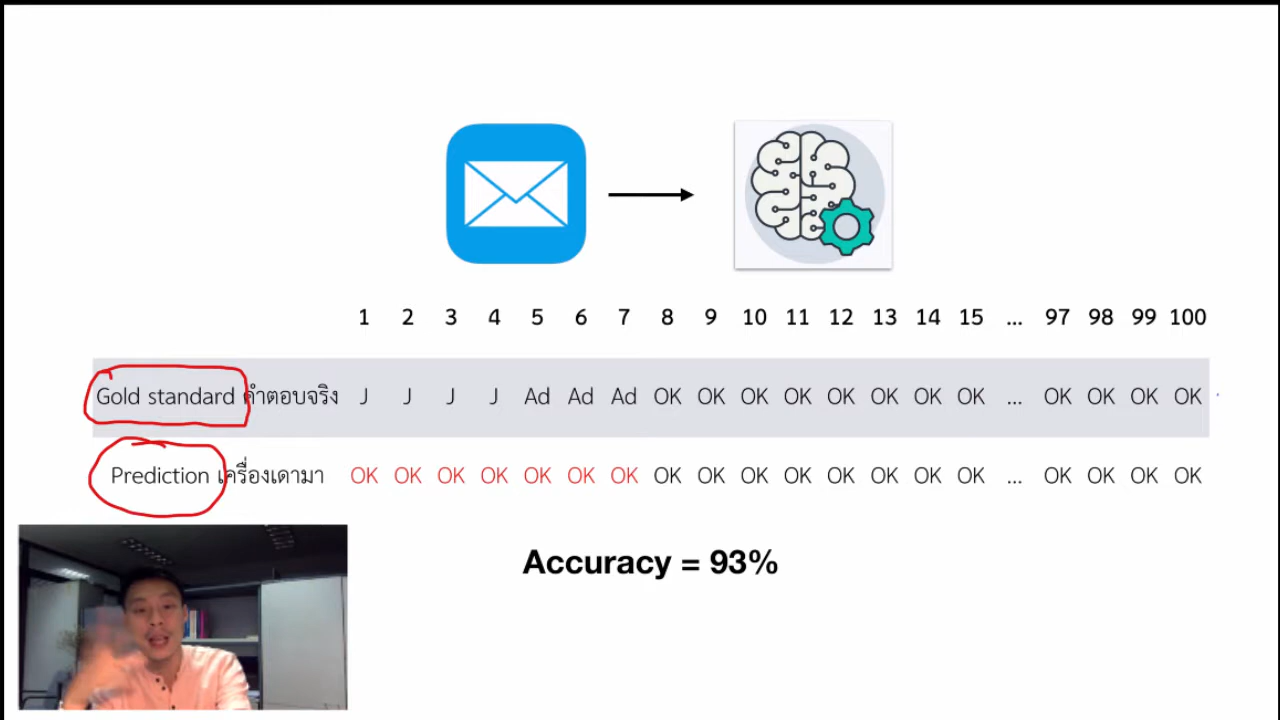 1 2 3 4 5 6 7 8 9 10 11 12 13 14 15 ... 97 98 99 100
Gold standard คำตอบจริง J J J J Ad Ad Ad OK OK OK OK OK OK OK OK ... OK OK OK OK
Prediction เครื่องเดามา OK OK OK OK OK OK OK OK OK OK OK OK OK OK OK ... OK OK OK OK
Accuracy = 93%